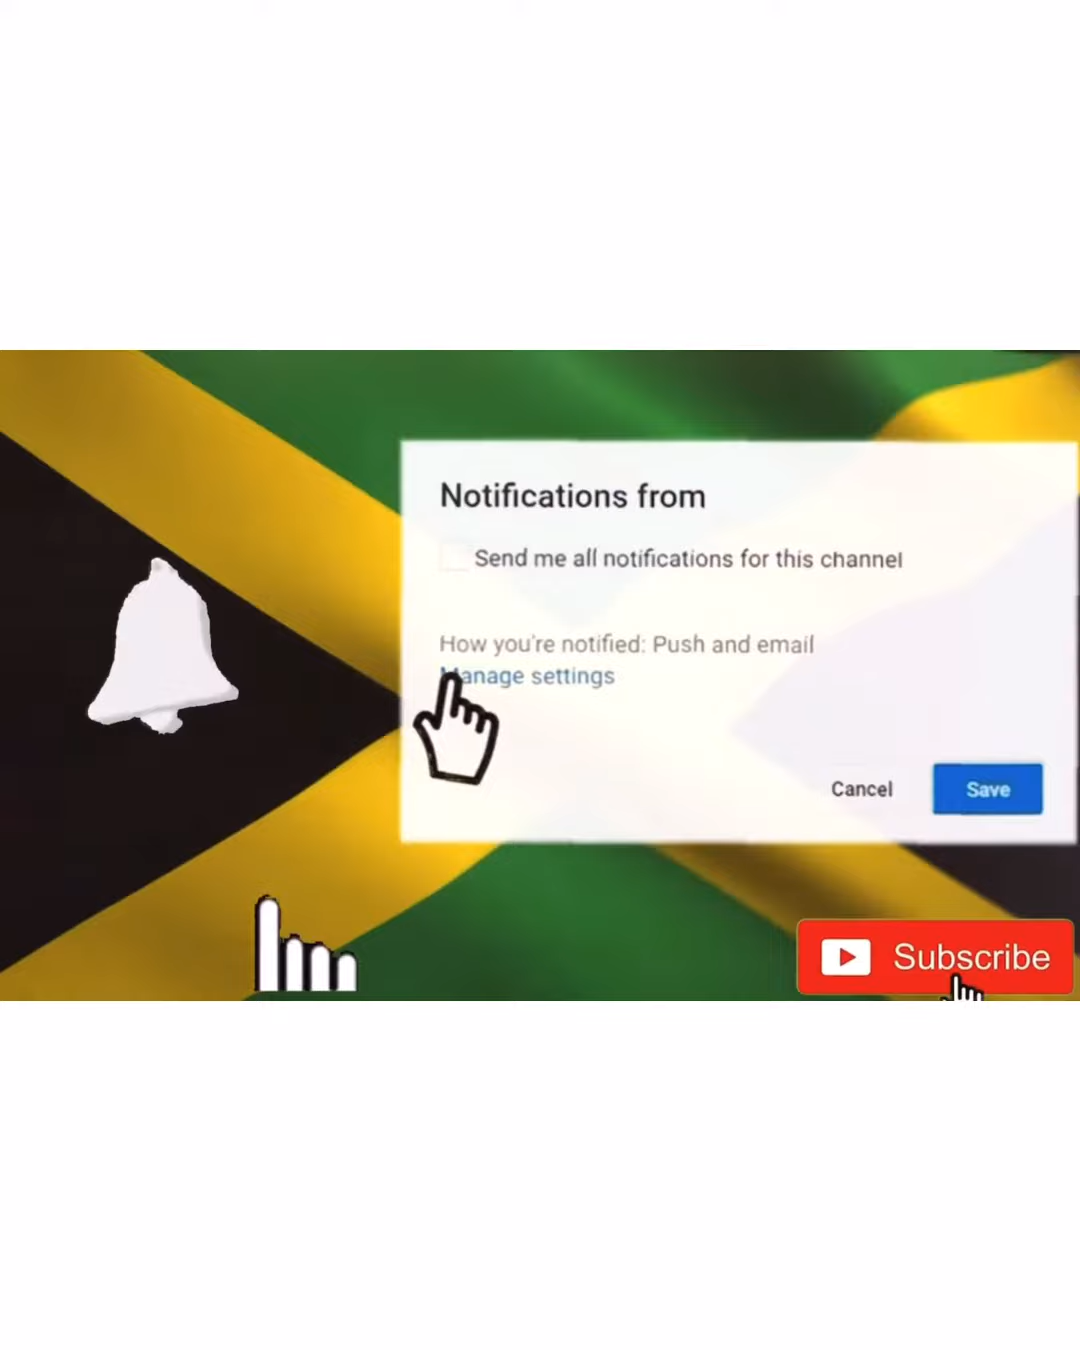 Notifications from
Send me all notifications for this channel
How you're notified: Push and email
Manage settings
Cancel
Save
Subscribe